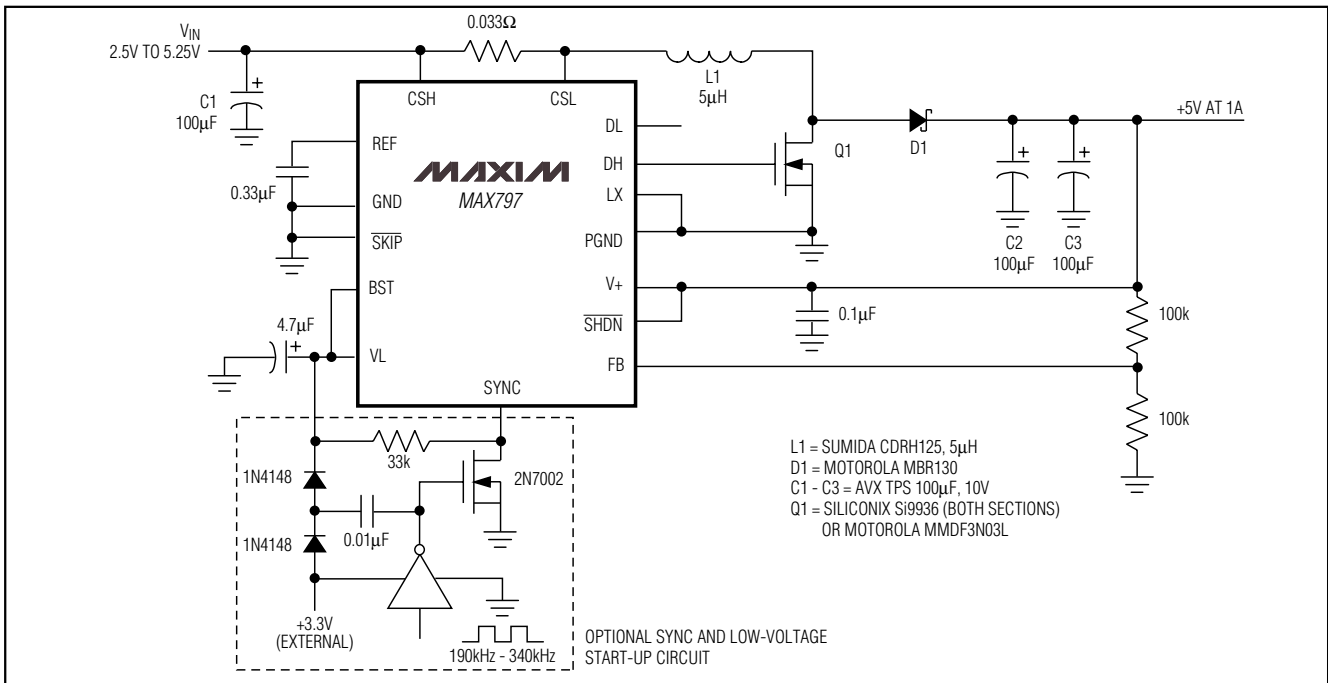 VIN
2.5V TO 5.25V
0.033Ω
C1
100µF
CSH
CSL
L1
5µH
+5V AT 1A
D1
Q1
REF
0.33µF
GND
SKIP
BST
4.7µF
VL
MAXIM
MAX797
DL
DH
LX
PGND
V+
SHDN
FB
SYNC
C2
100µF
C3
100µF
0.1µF
100k
100k
33k
1N4148
2N7002
1N4148
0.01µF
+3.3V
(EXTERNAL)
190kHz - 340kHz
OPTIONAL SYNC AND LOW-VOLTAGE
START-UP CIRCUIT
L1 = SUMIDA CDRH125, 5µH
D1 = MOTOROLA MBR130
C1 - C3 = AVX TPS 100µF, 10V
Q1 = SILICONIX Si9936 (BOTH SECTIONS)
OR MOTOROLA MMDF3N03L